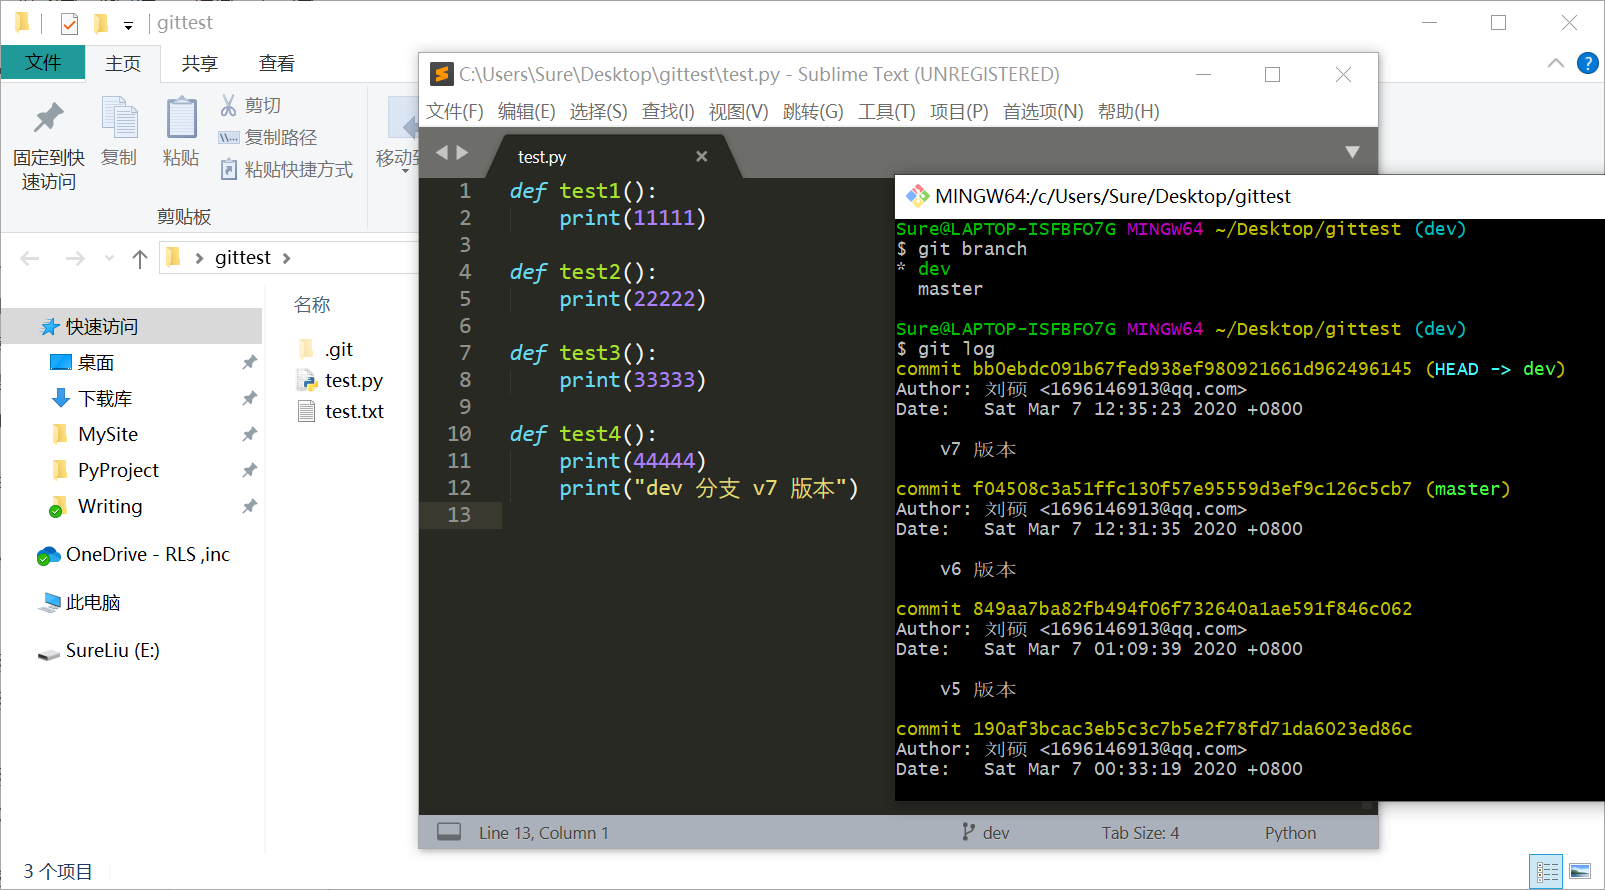 gittest
文件 主页 共享 查看
固定到快
速访问
复制
粘贴
剪切
复制路径
粘贴快捷方式
移动到
剪贴板
gittest
快速访问
桌面
下载库
MySite
PyProject
Writing
OneDrive - RLS ,inc
此电脑
SureLiu (E:)
名称
.git
test.py
test.txt
3 个项目
C:\Users\Sure\Desktop\gittest\test.py - Sublime Text (UNREGISTERED)
文件(F) 编辑(E) 选择(S) 查找(I) 视图(V) 跳转(G) 工具(T) 项目(P) 首选项(N) 帮助(H)
test.py
1 def test1():
2     print(11111)
3
4 def test2():
5     print(22222)
6
7 def test3():
8     print(33333)
9
10 def test4():
11     print(44444)
12     print("dev 分支 v7 版本")
13
Line 13, Column 1 dev Tab Size: 4 Python
MINGW64:/c/Users/Sure/Desktop/gittest
Sure@LAPTOP-ISFBFO7G MINGW64 ~/Desktop/gittest (dev)
$ git branch
* dev
  master
Sure@LAPTOP-ISFBFO7G MINGW64 ~/Desktop/gittest (dev)
$ git log
commit bb0ebdc091b67fed938ef980921661d962496145 (HEAD -> dev)
Author: 刘硕 <1696146913@qq.com>
Date:   Sat Mar 7 12:35:23 2020 +0800
    v7 版本
commit f04508c3a51ffc130f57e95559d3ef9c126c5cb7 (master)
Author: 刘硕 <1696146913@qq.com>
Date:   Sat Mar 7 12:31:35 2020 +0800
    v6 版本
commit 849aa7ba82fb494f06f732640a1ae591f846c062
Author: 刘硕 <1696146913@qq.com>
Date:   Sat Mar 7 01:09:39 2020 +0800
    v5 版本
commit 190af3bcac3eb5c3c7b5e2f78fd71da6023ed86c
Author: 刘硕 <1696146913@qq.com>
Date:   Sat Mar 7 00:33:19 2020 +0800